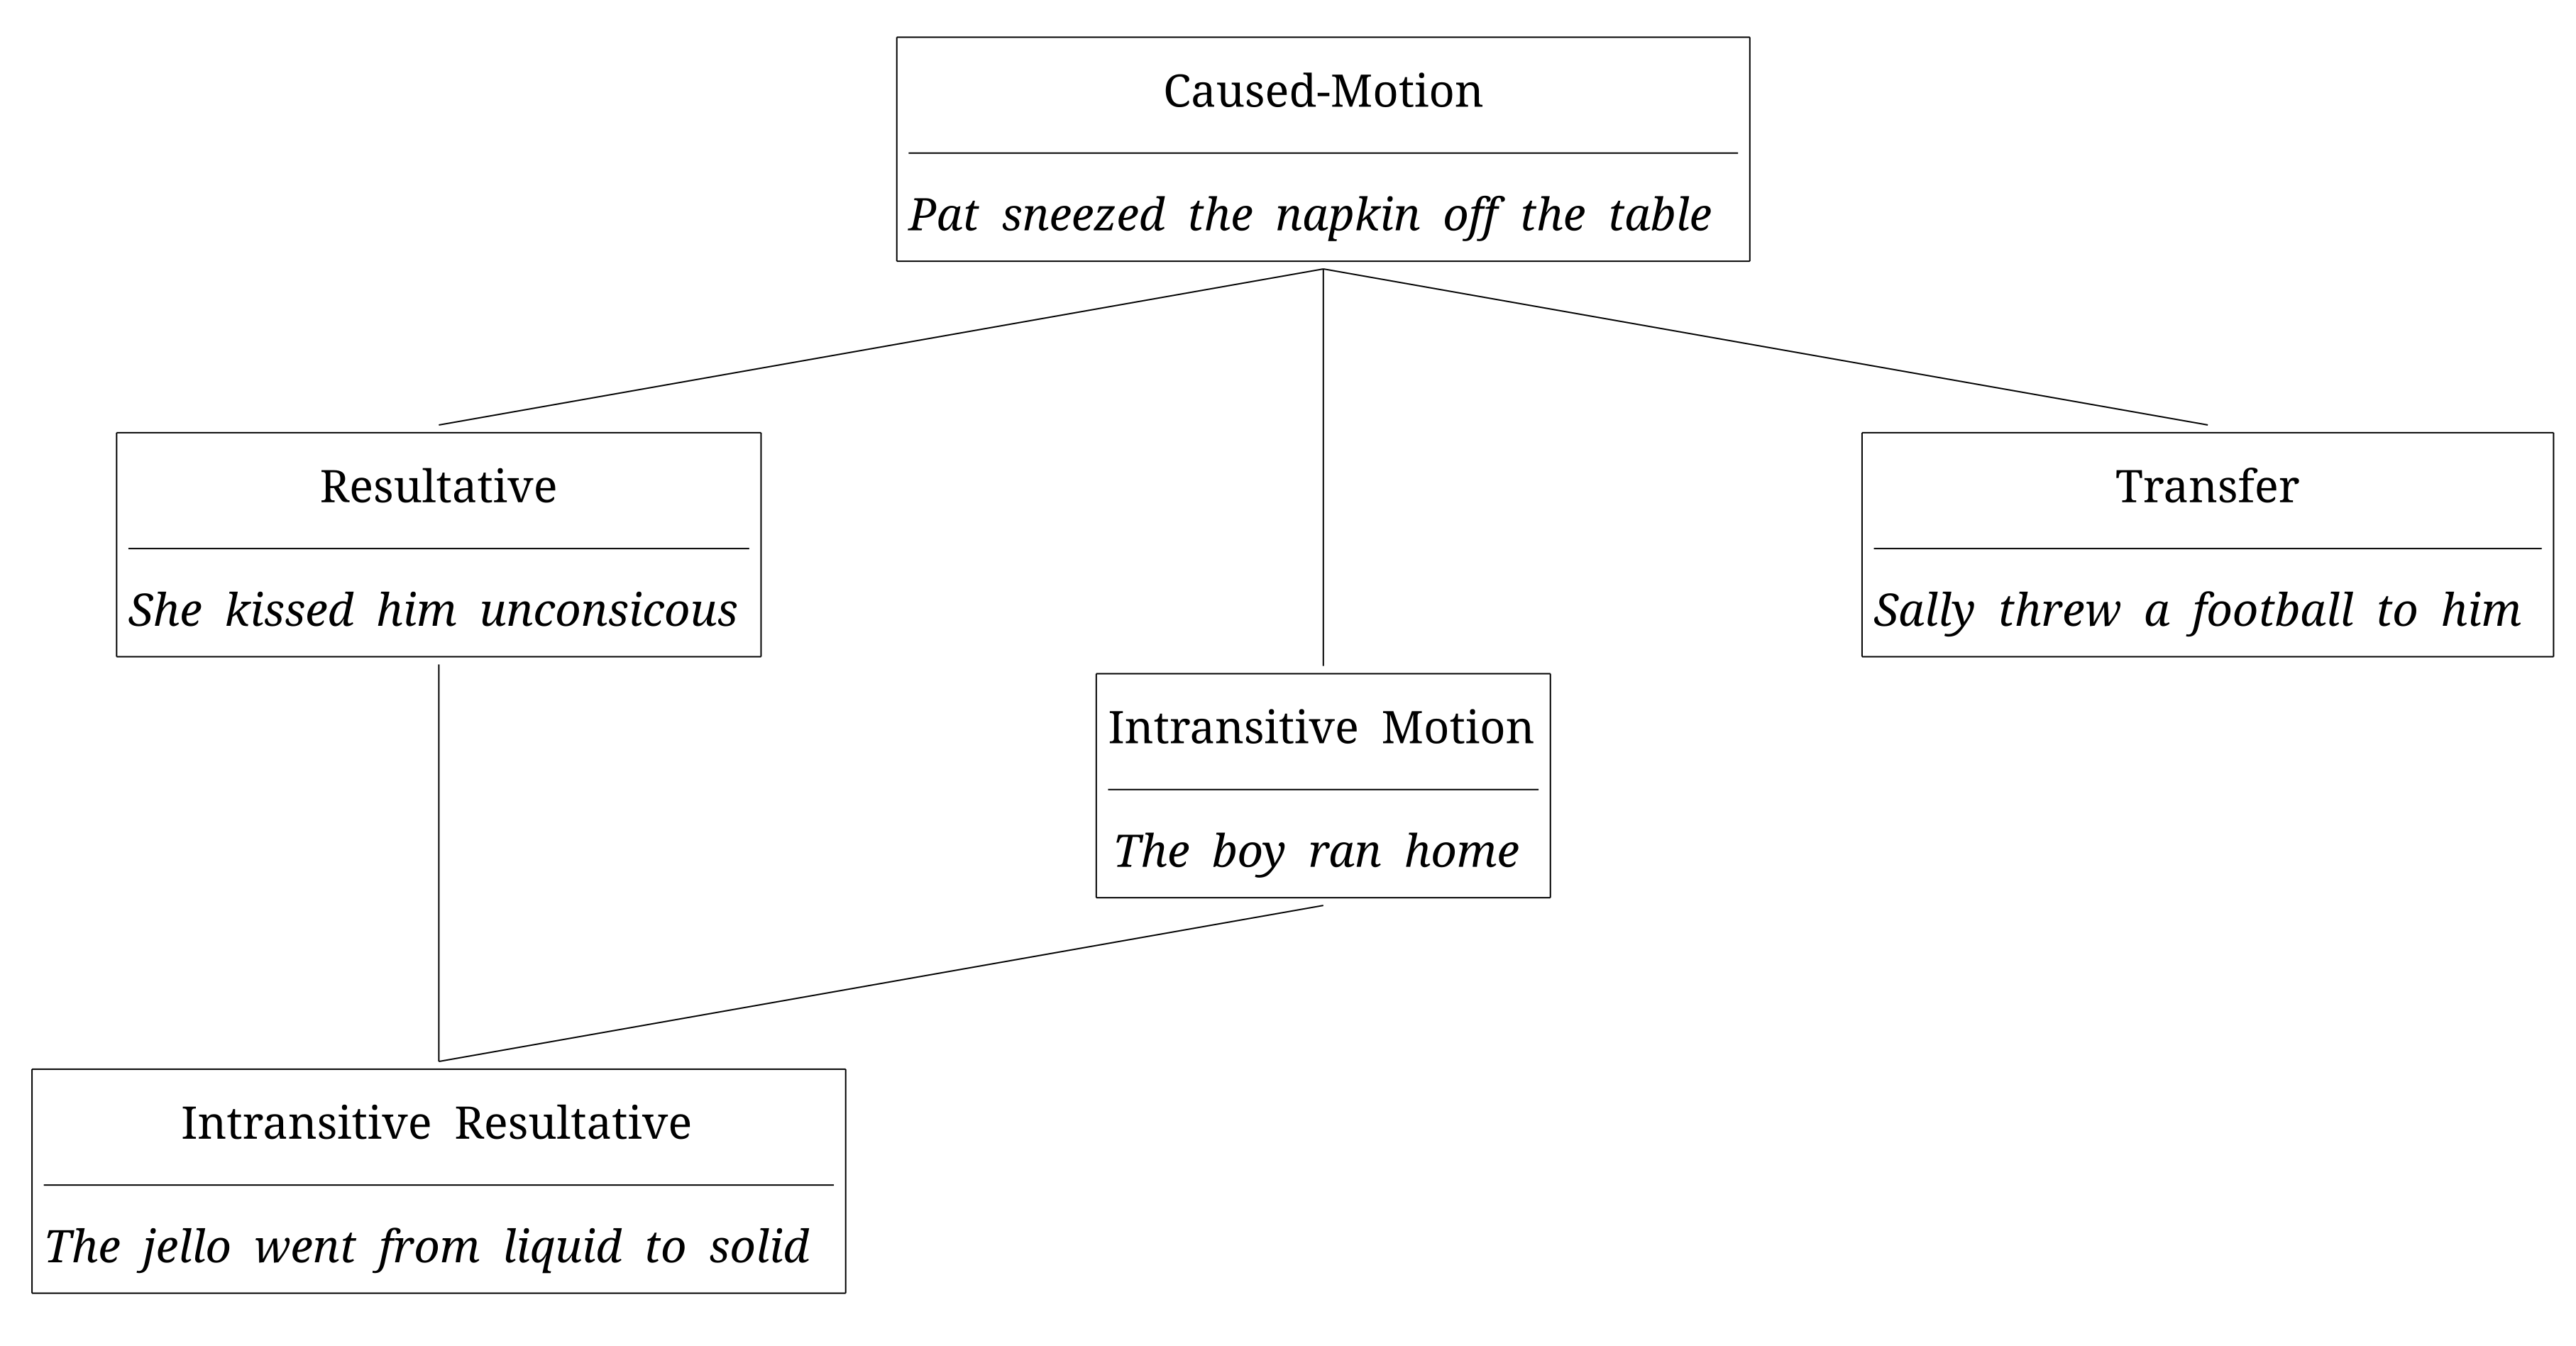 Caused-Motion
Pat sneezed the napkin off the table
Resultative
She kissed him unconsicous
Transfer
Sally threw a football to him
Intransitive Motion
The boy ran home
Intransitive Resultative
The jello went from liquid to solid